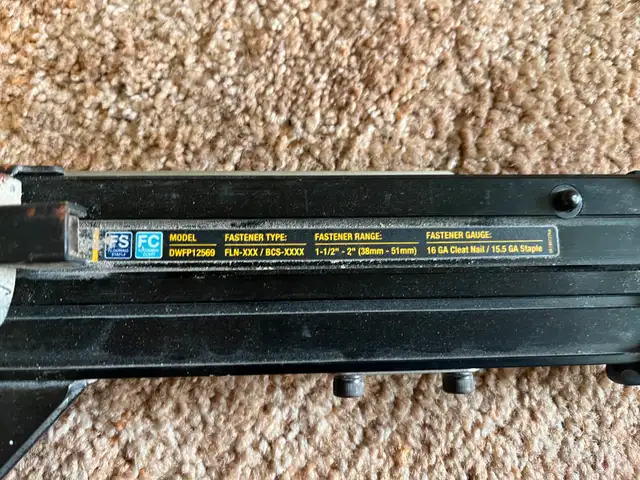 FS
FC
MODEL
DWFP12569
FASTENER TYPE:
FLN-XXX / BCS-XXXX
FASTENER RANGE:
1-1/2" - 2" (38mm - 51mm)
FASTENER GAUGE:
16 GA Cleat Nail / 15.5 GA Staple